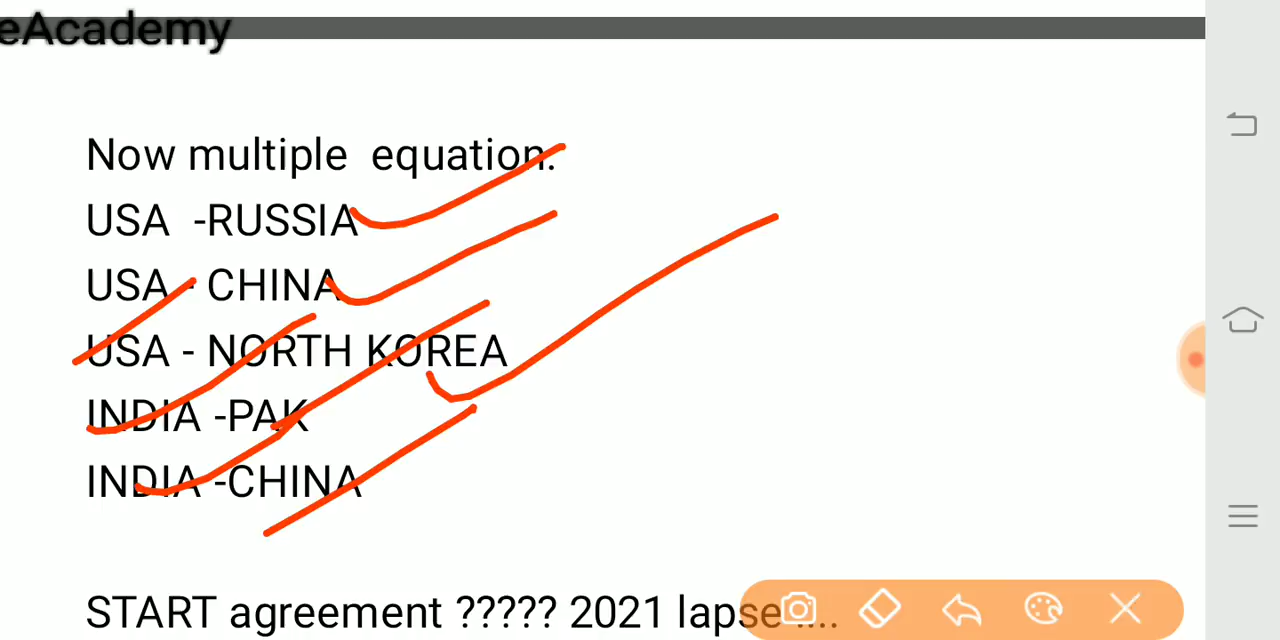 eAcademy
Now multiple equation.
USA -RUSSIA
USA - CHINA
USA - NORTH KOREA
INDIA -PAK
INDIA -CHINA
START agreement ????? 2021 lapse ....